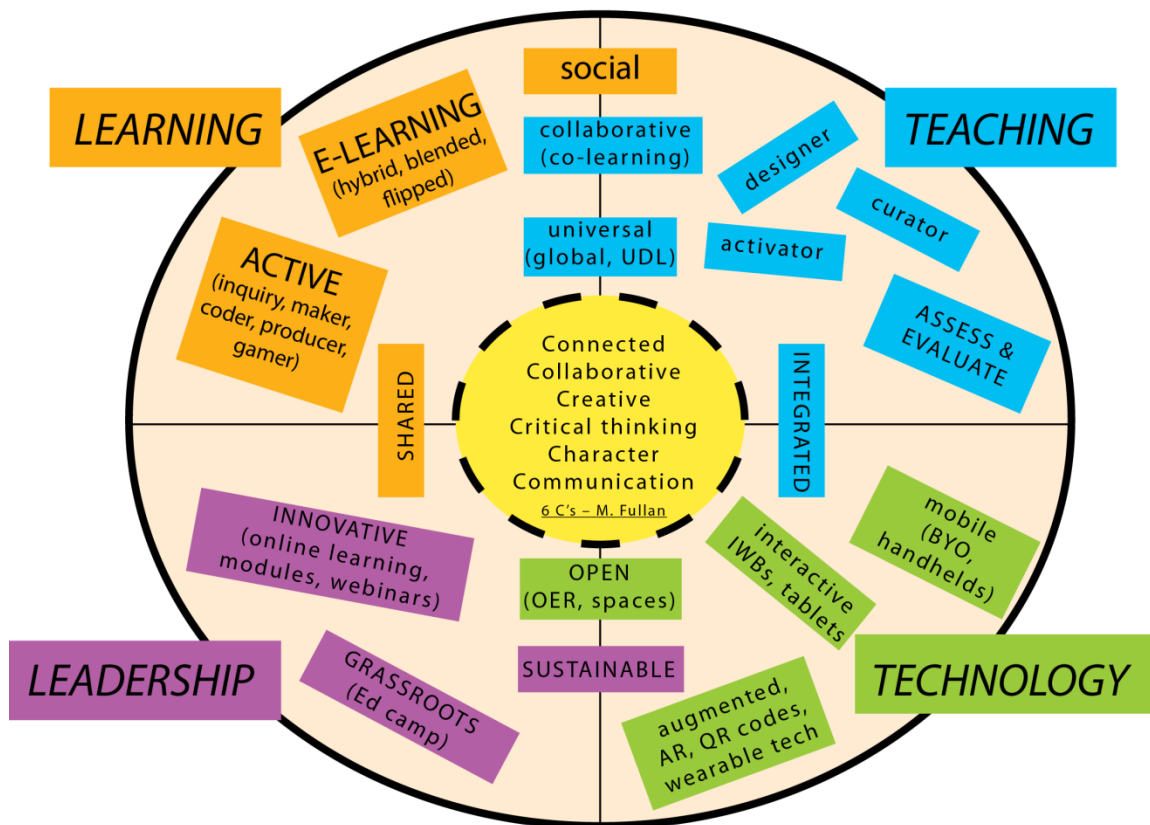 LEARNING
E-LEARNING
(hybrid, blended,
flipped)
ACTIVE
(inquiry, maker,
coder, producer,
gamer)
SHARED
social
collaborative
(co-learning)
universal
(global, UDL)
TEACHING
designer
curator
activator
ASSESS &
EVALUATE
INTEGRATED
Connected
Collaborative
Creative
Critical thinking
Character
Communication
6 C's – M. Fullan
INNOVATIVE
(online learning,
modules, webinars)
LEADERSHIP
GRASSROOTS
(Ed camp)
OPEN
(OER, spaces)
SUSTAINABLE
interactive
IWBs, tablets
mobile
(BYO,
handhelds)
TECHNOLOGY
augmented,
AR, QR codes,
wearable tech